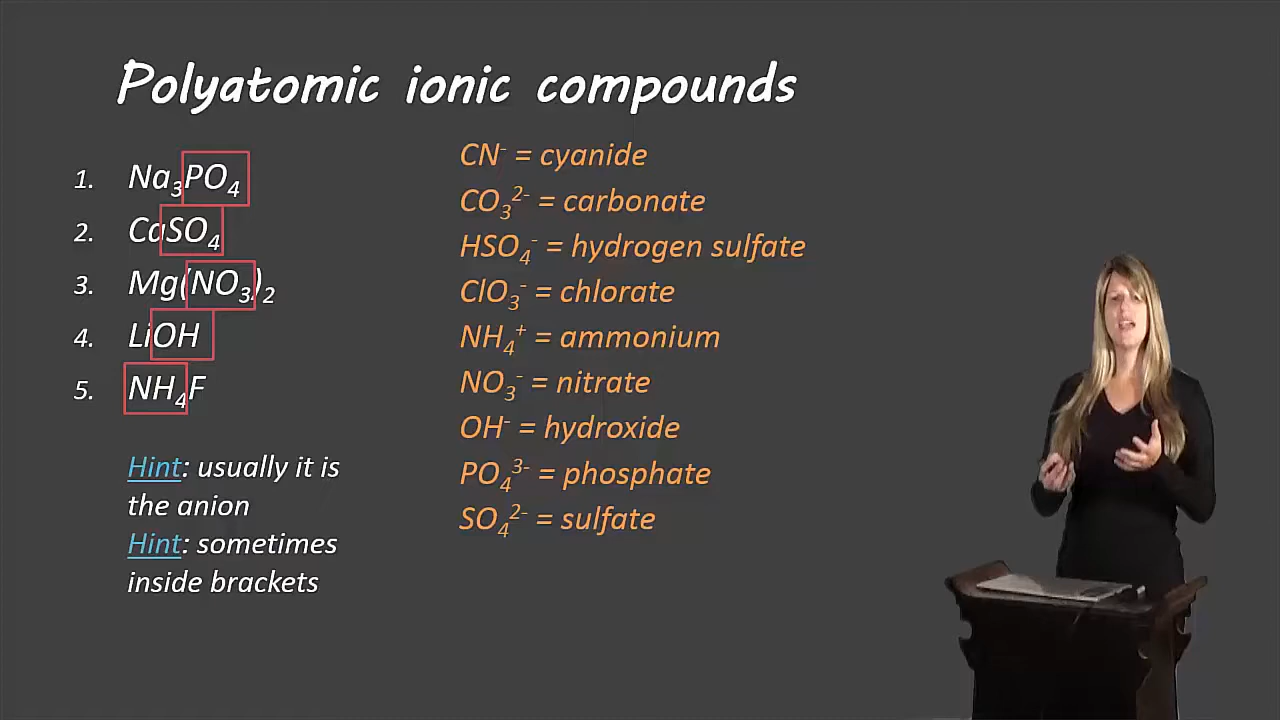 Polyatomic ionic compounds
1. Na₃PO₄
2. CaSO₄
3. Mg(NO₃)₂
4. LiOH
5. NH₄F
Hint: usually it is
the anion
Hint: sometimes
inside brackets
CN⁻ = cyanide
CO₃²⁻ = carbonate
HSO₄⁻ = hydrogen sulfate
ClO₃⁻ = chlorate
NH₄⁺ = ammonium
NO₃⁻ = nitrate
OH⁻ = hydroxide
PO₄³⁻ = phosphate
SO₄²⁻ = sulfate